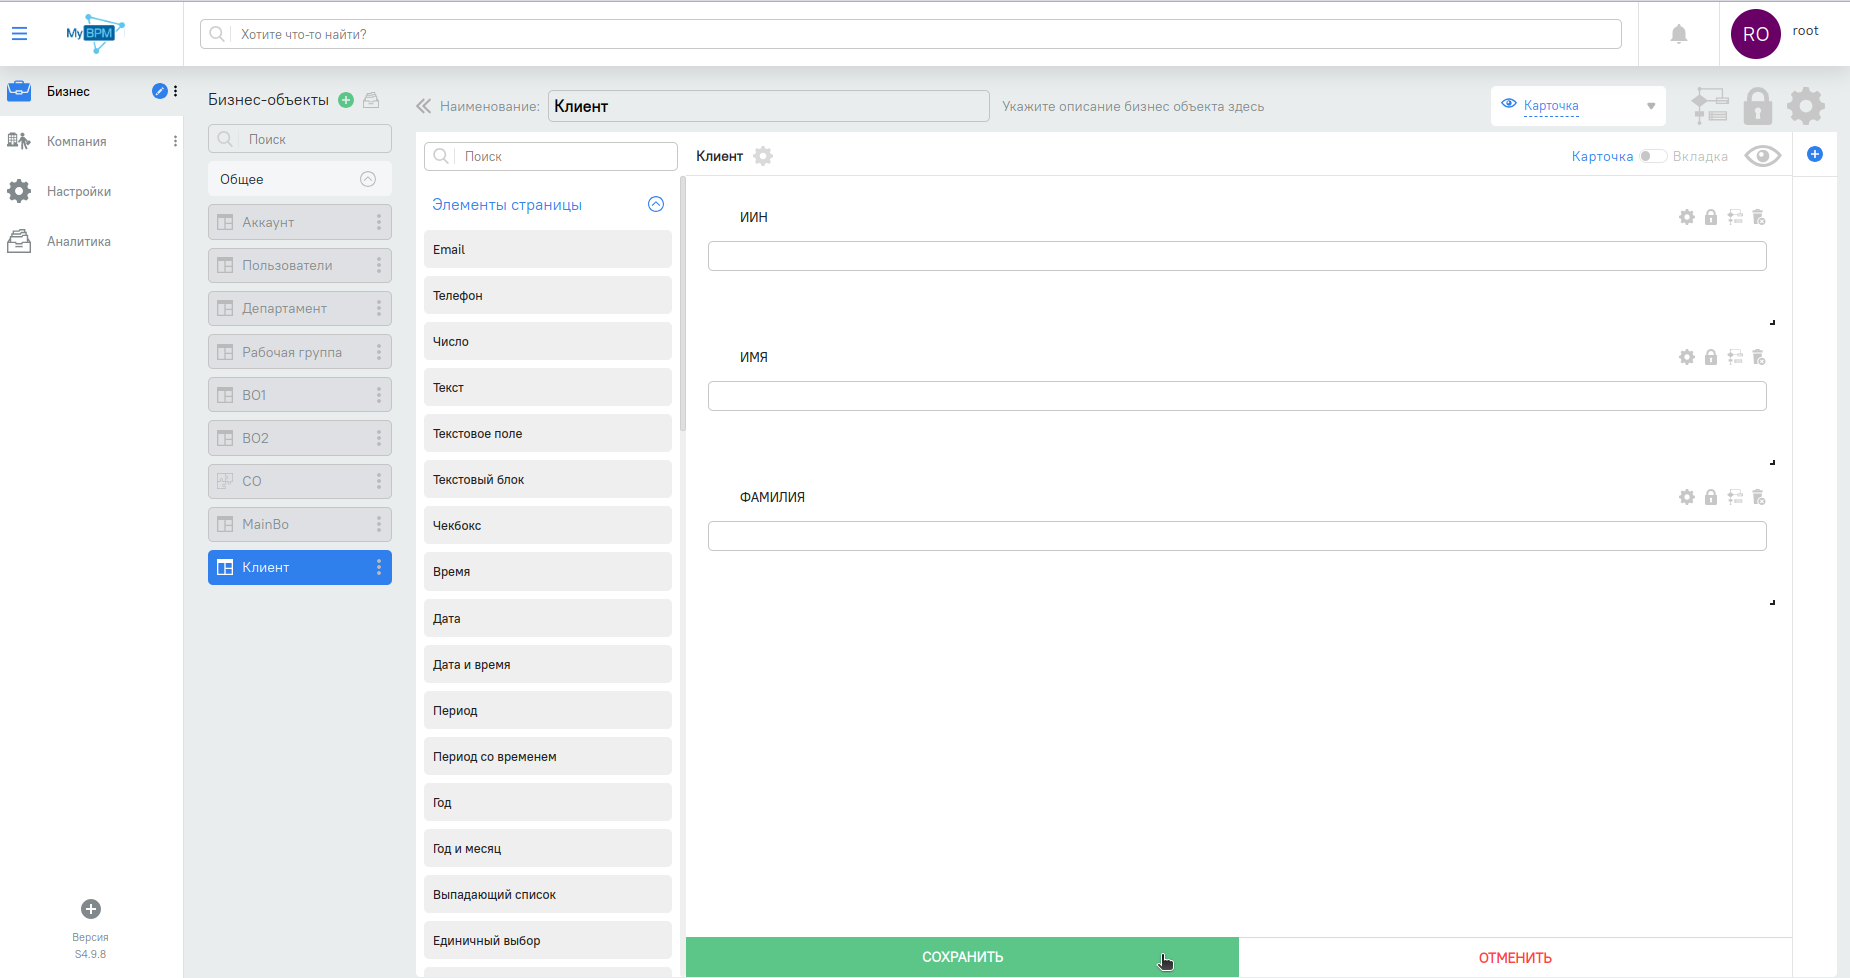 My BPM
Хотите что-то найти?
RO
root
Бизнес
Компания
Настройки
Аналитика
Версия
S4.9.8
Бизнес-объекты
Поиск
Общее
Аккаунт
Пользователи
Департамент
Рабочая группа
BO1
BO2
CO
MainBo
Клиент
Наименование:
Клиент
Укажите описание бизнес объекта здесь
Карточка
Поиск
Элементы страницы
Email
Телефон
Число
Текст
Текстовое поле
Текстовый блок
Чекбокс
Время
Дата
Дата и время
Период
Период со временем
Год
Год и месяц
Выпадающий список
Единичный выбор
Клиент
Карточка
Вкладка
ИИН
ИМЯ
ФАМИЛИЯ
СОХРАНИТЬ
ОТМЕНИТЬ